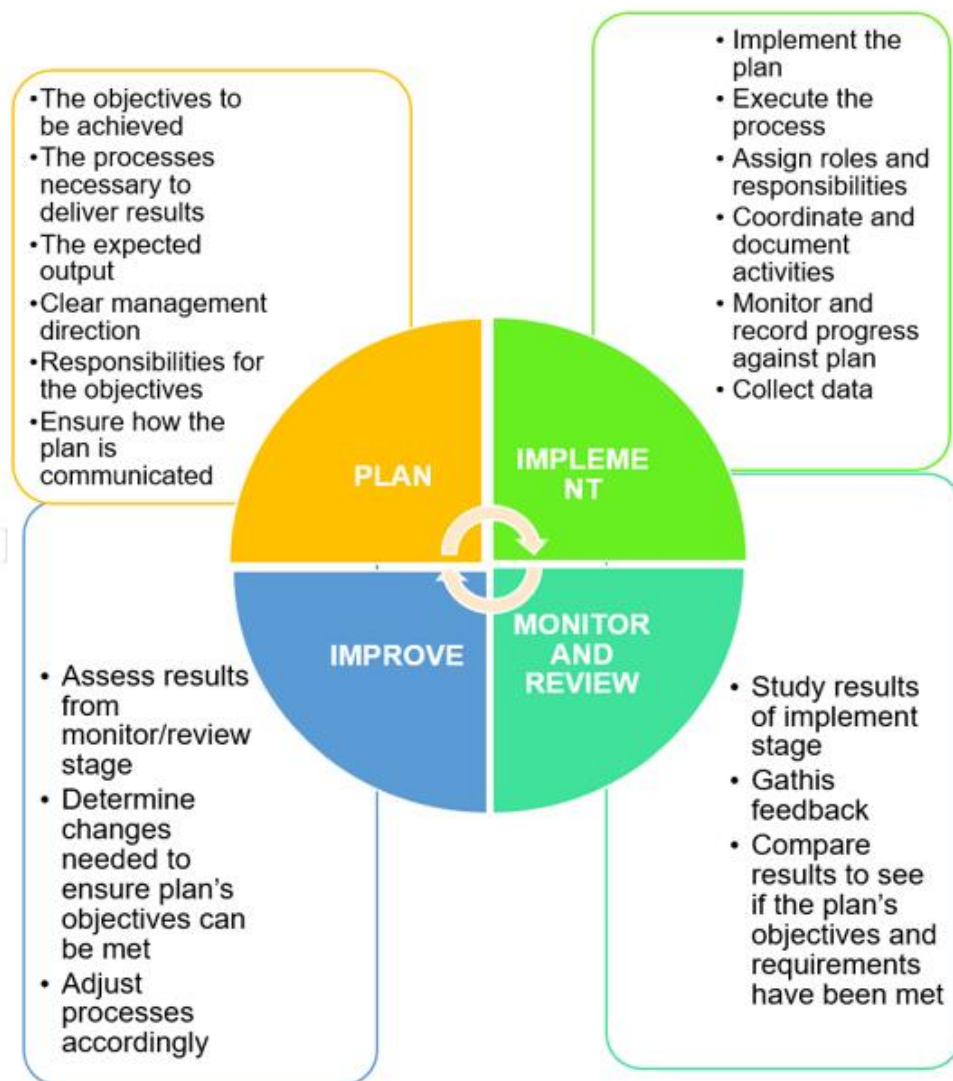 •The objectives to
be achieved
•The processes
necessary to
deliver results
•The expected
output
•Clear management
direction
•Responsibilities for
the objectives
•Ensure how the
plan is
communicated
• Implement the
plan
• Execute the
process
• Assign roles and
responsibilities
• Coordinate and
document
activities
• Monitor and
record progress
against plan
• Collect data
PLAN
IMPLEME
NT
IMPROVE
MONITOR
AND
REVIEW
• Assess results
from
monitor/review
stage
• Determine
changes
needed to
ensure plan’s
objectives can
be met
• Adjust
processes
accordingly
• Study results
of implement
stage
• Gathis
feedback
• Compare
results to see
if the plan’s
objectives and
requirements
have been met